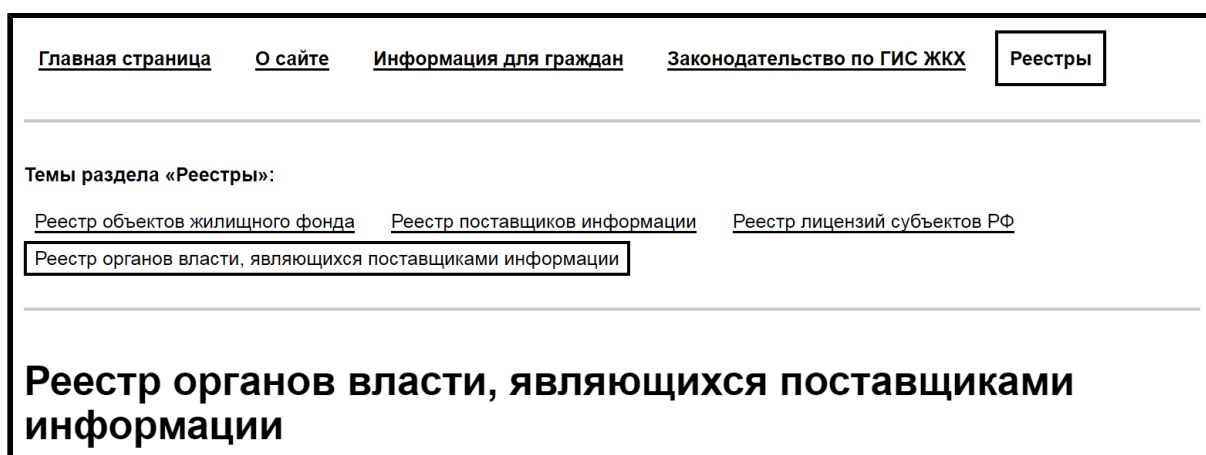 Главная страница О сайте Информация для граждан Законодательство по ГИС ЖКХ Реестры
Темы раздела «Реестры»:
Реестр объектов жилищного фонда Реестр поставщиков информации Реестр лицензий субъектов РФ
Реестр органов власти, являющихся поставщиками информации
Реестр органов власти, являющихся поставщиками
информации